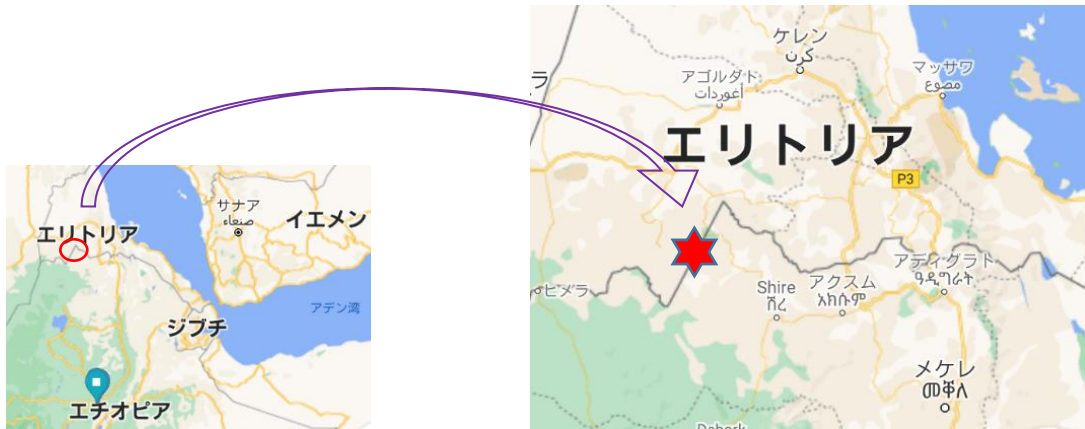 エリトリア
サナア
صنعاء
イエメン
アデン湾
ジブチ
エチオピア
ラ
ケレン
كرن
アゴルダト
أغوردات
マッサワ
مصوع
エリトリア
P3
ヒメラ
Shire
ሽሬ
アクスム
አክሱም
アディグラト
ዓዲግራት
メケレ
መቐለ
Debark